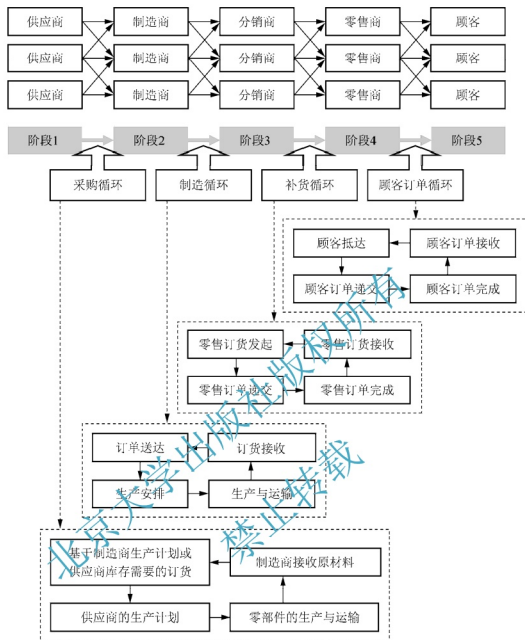 供应商 制造商 分销商 零售商 顾客
供应商 制造商 分销商 零售商 顾客
供应商 制造商 分销商 零售商 顾客
阶段1 阶段2 阶段3 阶段4 阶段5
采购循环 制造循环 补货循环 顾客订单循环
顾客抵达 顾客订单接收
顾客订单递交 顾客订单完成
零售订货发起 零售订货接收
零售订单递交 零售订单完成
订单送达 订货接收
生产安排 生产与运输
基于制造商生产计划或
供应商库存需要的订货
制造商接收原材料
供应商的生产计划 零部件的生产与运输
北京大学出版社版权所有
禁止转载